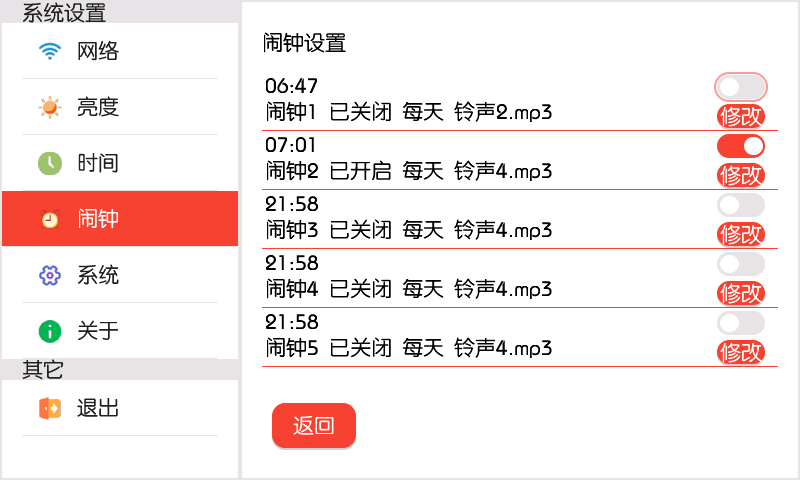 系统设置
网络
亮度
时间
闹钟
系统
关于
其它
退出
闹钟设置
06:47
闹钟1 已关闭 每天 铃声2.mp3
修改
07:01
闹钟2 已开启 每天 铃声4.mp3
修改
21:58
闹钟3 已关闭 每天 铃声4.mp3
修改
21:58
闹钟4 已关闭 每天 铃声4.mp3
修改
21:58
闹钟5 已关闭 每天 铃声4.mp3
修改
返回